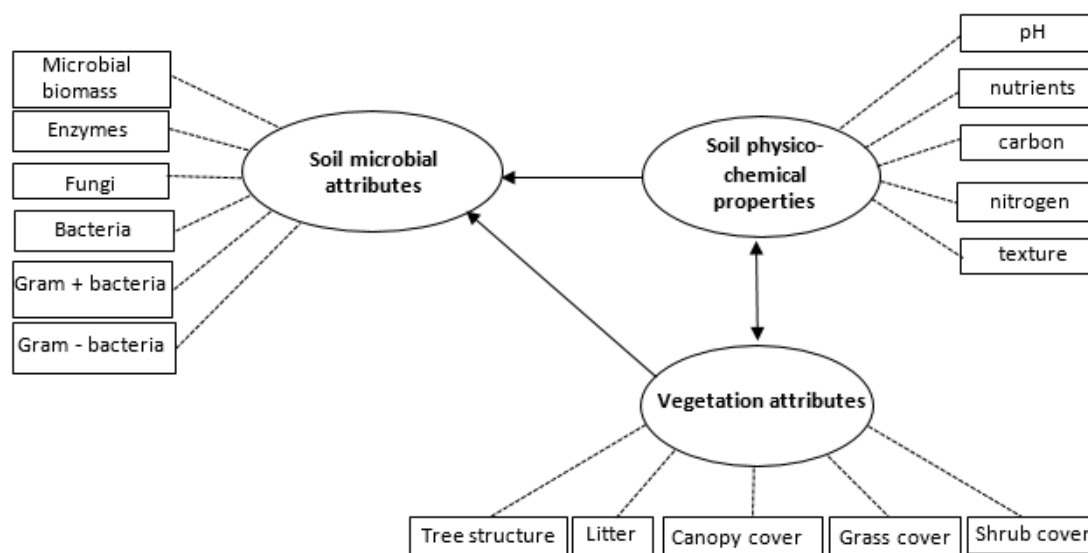 Microbial
biomass
Enzymes
Fungi
Bacteria
Gram + bacteria
Gram - bacteria
Soil microbial
attributes
Soil physico-
chemical
properties
pH
nutrients
carbon
nitrogen
texture
Vegetation attributes
Tree structure
Litter
Canopy cover
Grass cover
Shrub cover